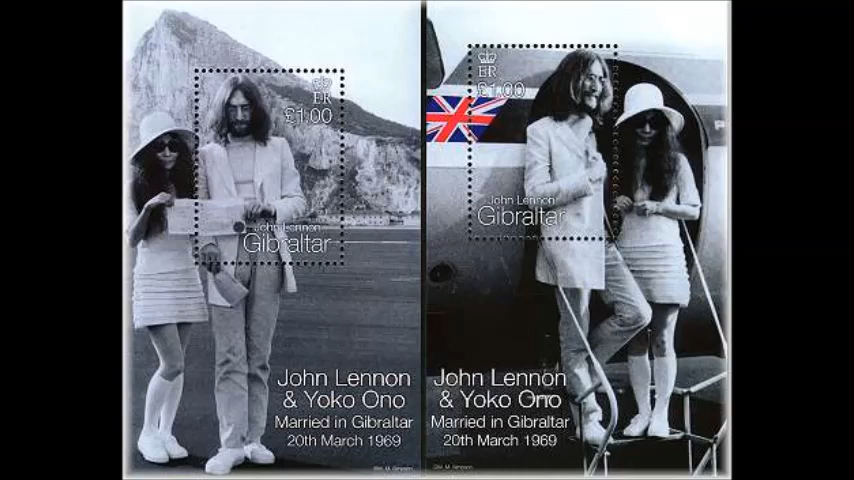 ER
£1.00
John Lennon
Gibraltar
John Lennon
& Yoko Ono
Married in Gibraltar
20th March 1969
ER
£1.00
John Lennon
Gibraltar
John Lennon
& Yoko Ono
Married in Gibraltar
20th March 1969